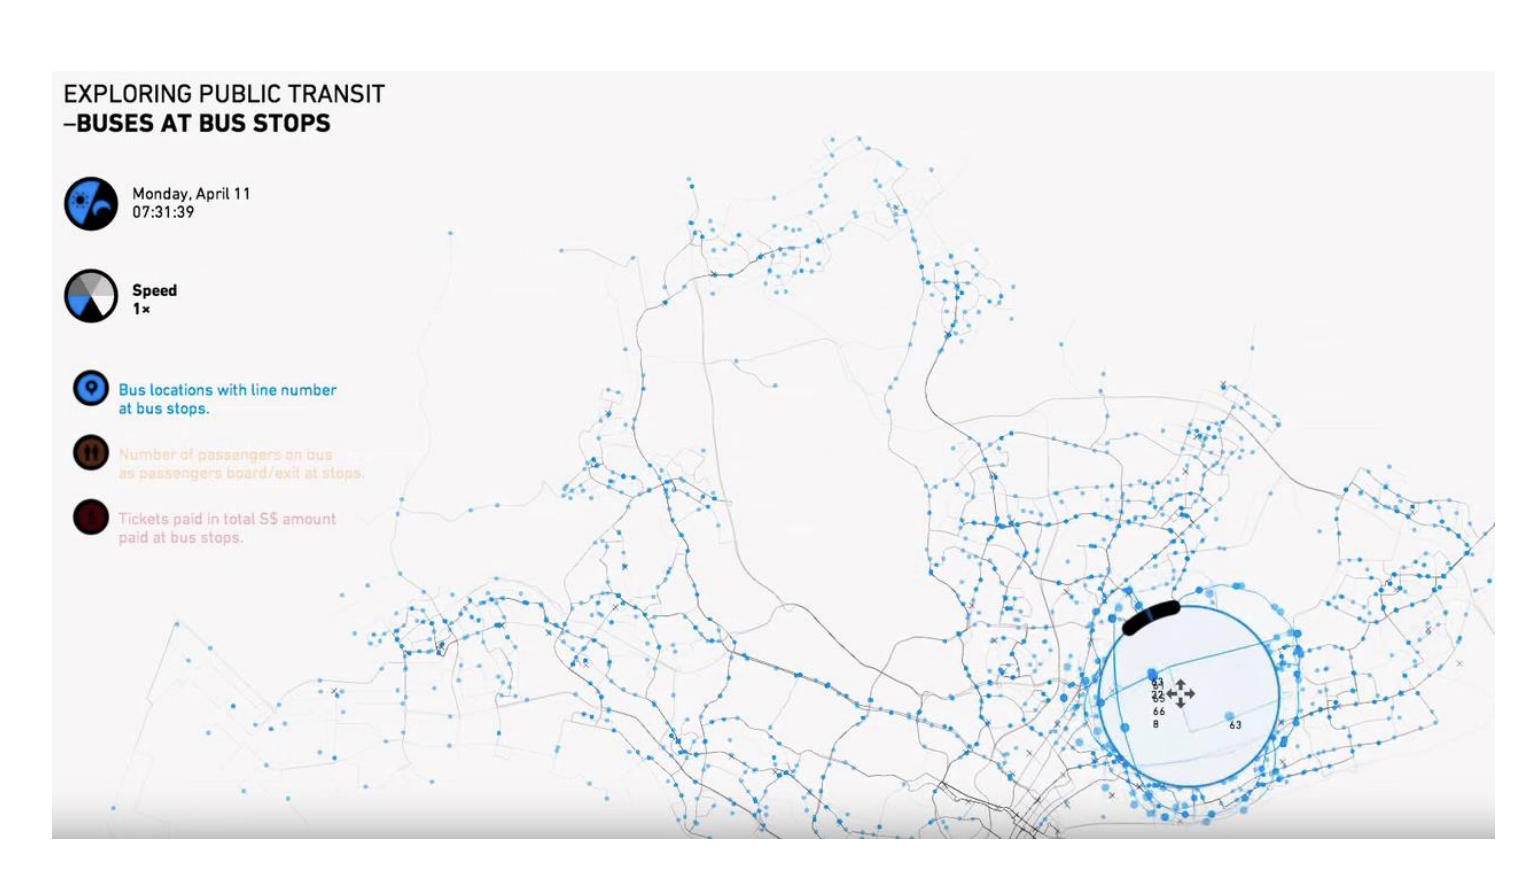 EXPLORING PUBLIC TRANSIT
–BUSES AT BUS STOPS
Monday, April 11
07:31:39
Speed
1×
Bus locations with line number
at bus stops.
Number of passengers on bus
as passengers board/exit at stops.
Tickets paid in total S$ amount
paid at bus stops.
66
8
63